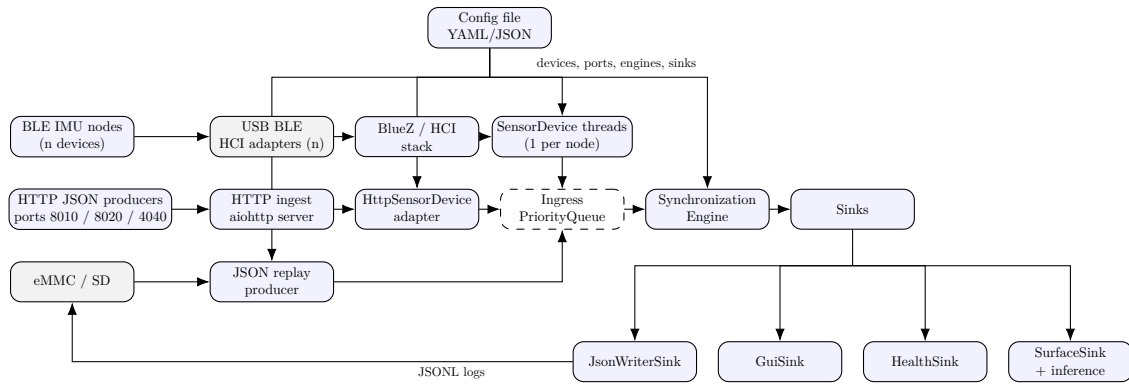 Config file
YAML/JSON
devices, ports, engines, sinks
BLE IMU nodes
(n devices)
USB BLE
HCI adapters (n)
BlueZ / HCI
stack
SensorDevice threads
(1 per node)
HTTP JSON producers
ports 8010 / 8020 / 4040
HTTP ingest
aiohttp server
HttpSensorDevice
adapter
Ingress
PriorityQueue
Synchronization
Engine
Sinks
eMMC / SD
JSON replay
producer
JsonWriterSink
GuiSink
HealthSink
SurfaceSink
+ inference
JSONL logs